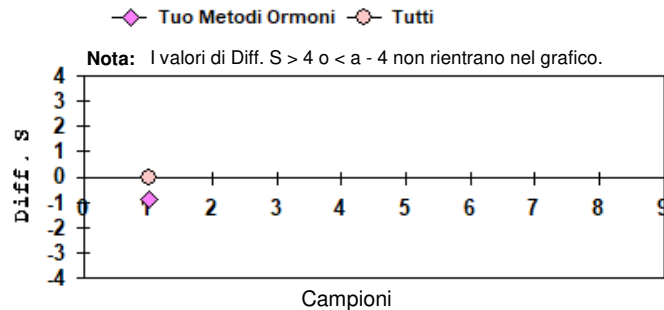 Tuo Metodi Ormoni Tutti
Nota: I valori di Diff. S > 4 o < a - 4 non rientrano nel grafico.
4
3
2
1
0
-1
-2
-3
-4
Diff. S
0 1 2 3 4 5 6 7 8 9
Campioni